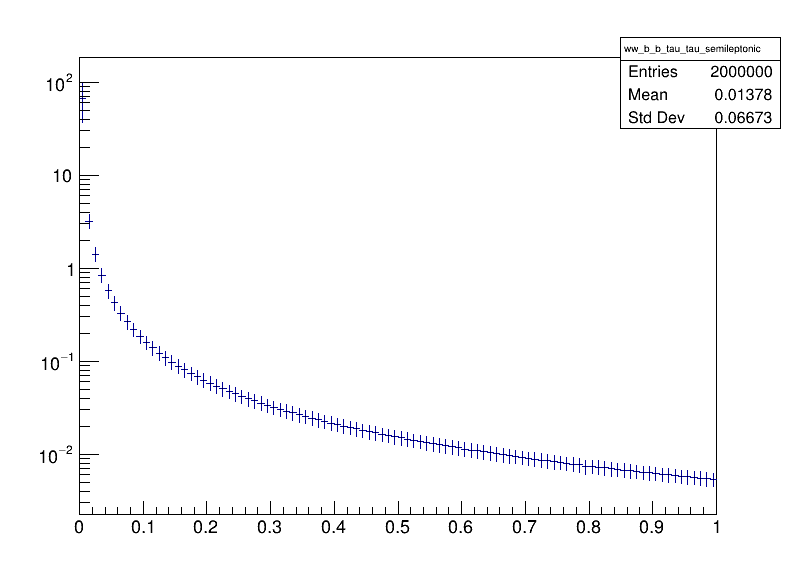 ww_b_b_tau_tau_semileptonic
Entries 2000000
Mean 0.01378
Std Dev 0.06673
10²
10
1
10⁻¹
10⁻²
0 0.1 0.2 0.3 0.4 0.5 0.6 0.7 0.8 0.9 1